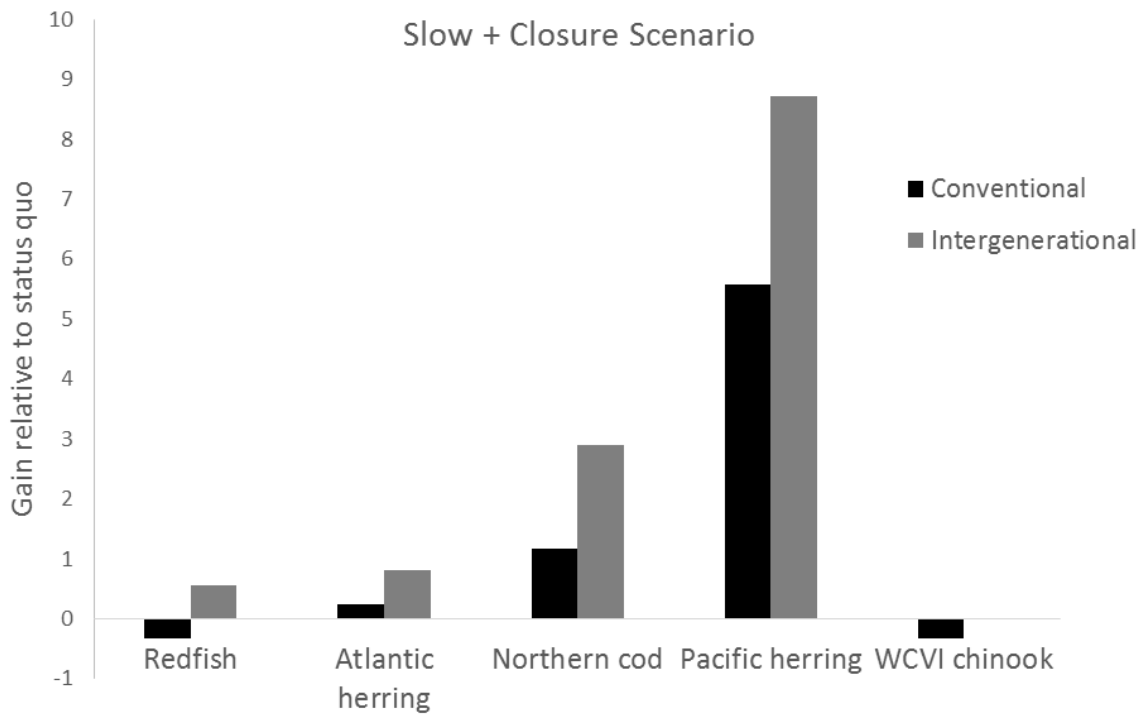 Slow + Closure Scenario
Gain relative to status quo
10
9
8
7
6
5
4
3
2
1
0
-1
Conventional
Intergenerational
Redfish
Atlantic
herring
Northern cod
Pacific herring
WCVI chinook